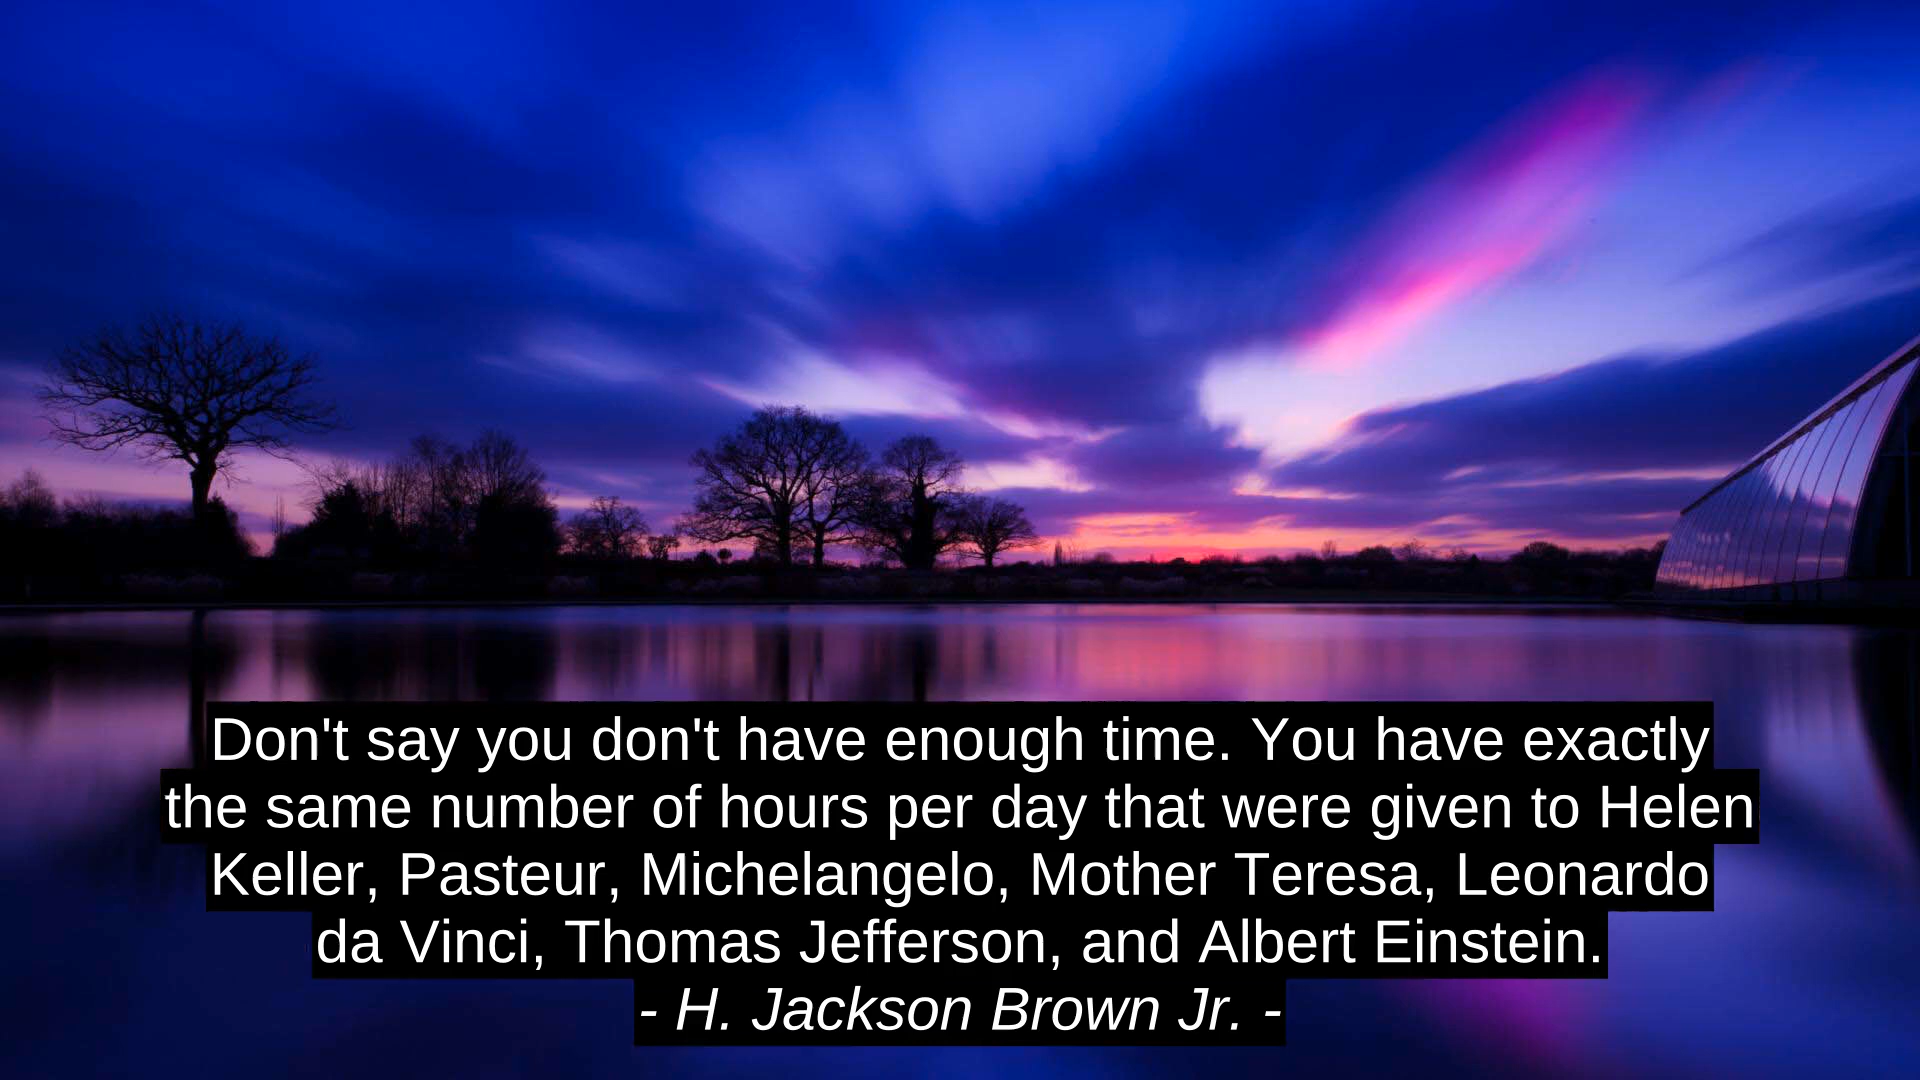 Don't say you don't have enough time. You have exactly
the same number of hours per day that were given to Helen
Keller, Pasteur, Michelangelo, Mother Teresa, Leonardo
da Vinci, Thomas Jefferson, and Albert Einstein.
- H. Jackson Brown Jr. -